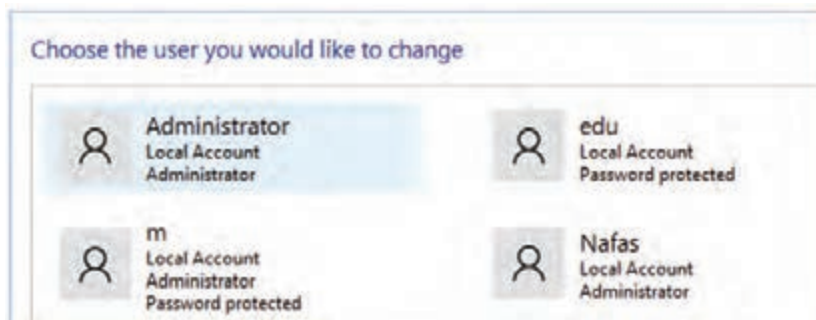 Choose the user you would like to change
Administrator
Local Account
Administrator
edu
Local Account
Password protected
m
Local Account
Administrator
Password protected
Nafas
Local Account
Administrator